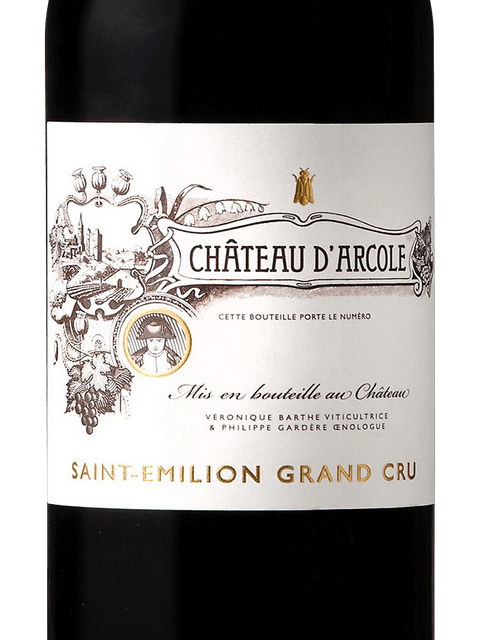 CHÂTEAU D'ARCOLE
CETTE BOUTEILLE PORTE LE NUMÉRO
Mis en bouteille au Château
VÉRONIQUE BARTHE VITICULTRICE
& PHILIPPE GARDÈRE ŒNOLOGUE
SAINT-EMILION GRAND CRU